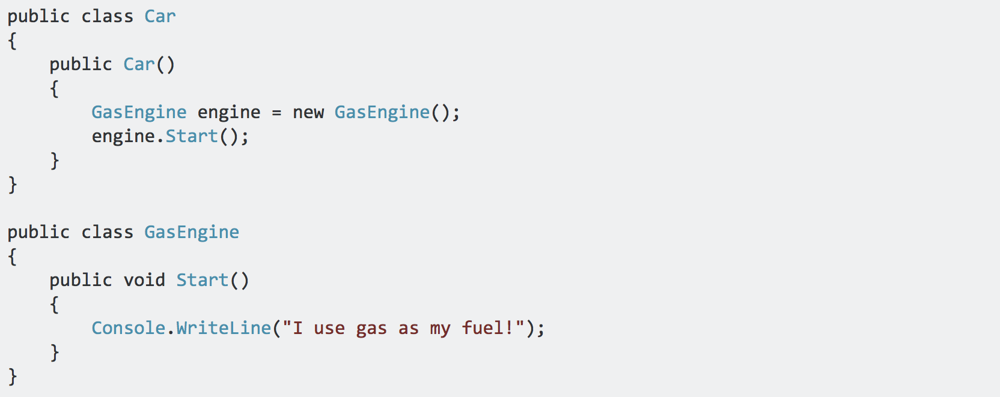 public class Car
{
    public Car()
    {
        GasEngine engine = new GasEngine();
        engine.Start();
    }
}

public class GasEngine
{
    public void Start()
    {
        Console.WriteLine("I use gas as my fuel!");
    }
}